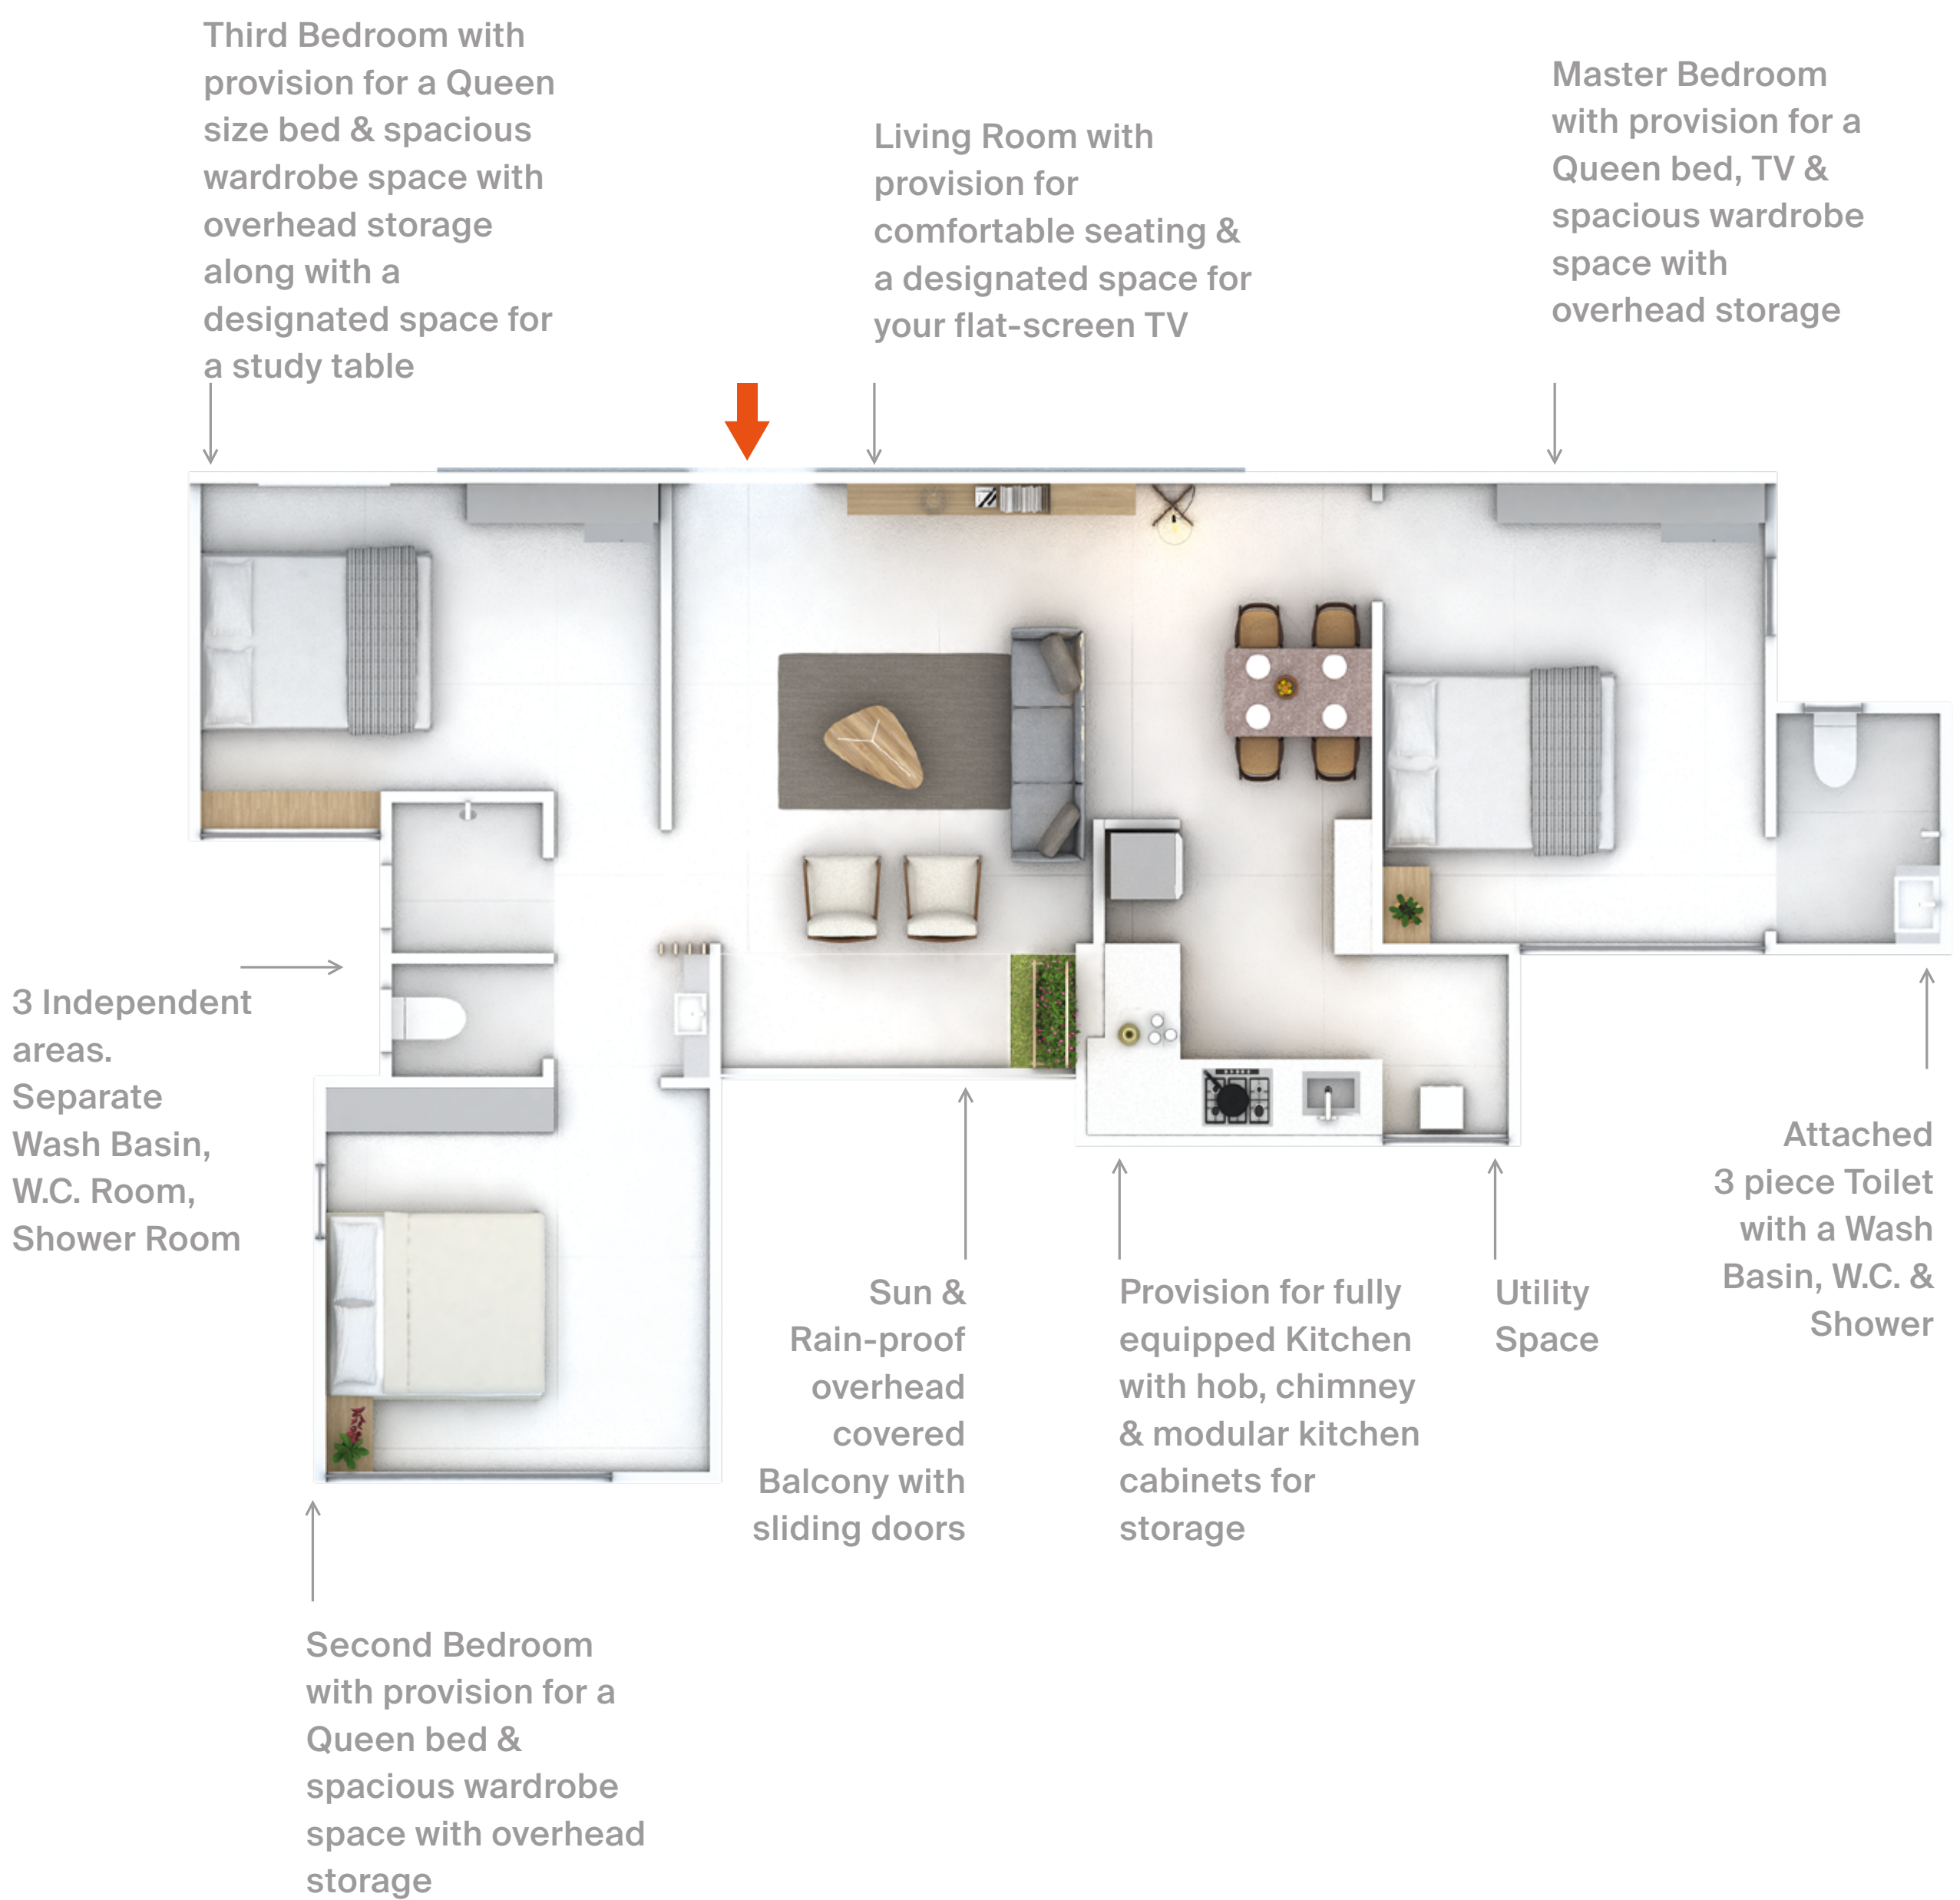 Third Bedroom with
provision for a Queen
size bed & spacious
wardrobe space with
overhead storage
along with a
designated space for
a study table
Living Room with
provision for
comfortable seating &
a designated space for
your flat-screen TV
Master Bedroom
with provision for a
Queen bed, TV &
spacious wardrobe
space with
overhead storage
3 Independent
areas.
Separate
Wash Basin,
W.C. Room,
Shower Room
Sun &
Rain-proof
overhead
covered
Balcony with
sliding doors
Provision for fully
equipped Kitchen
with hob, chimney
& modular kitchen
cabinets for
storage
Utility
Space
Attached
3 piece Toilet
with a Wash
Basin, W.C. &
Shower
Second Bedroom
with provision for a
Queen bed &
spacious wardrobe
space with overhead
storage